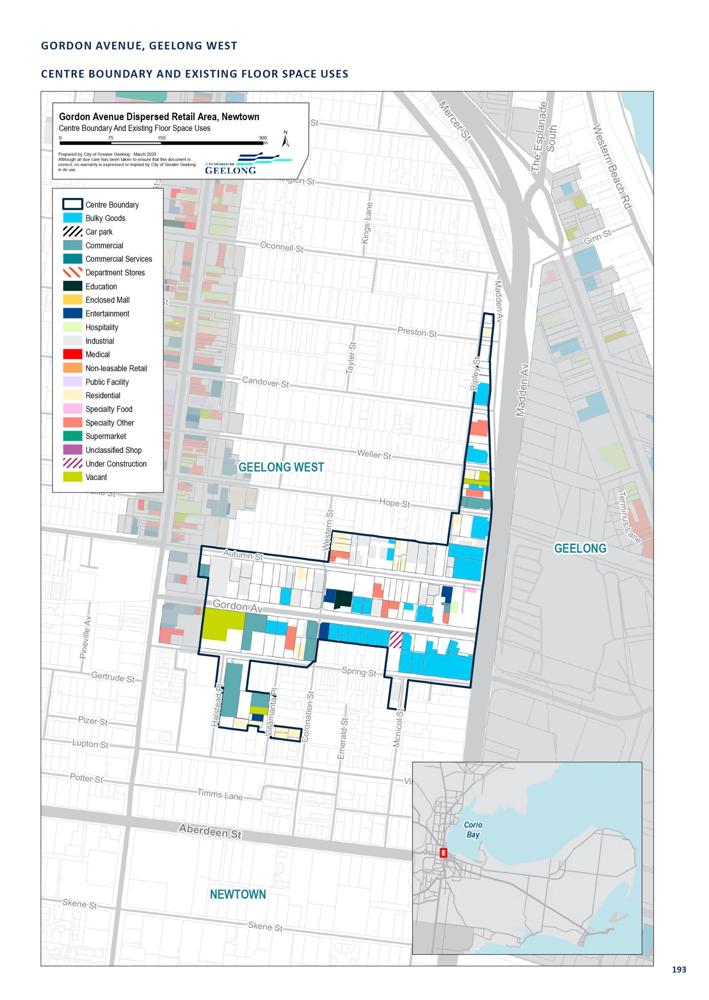 GORDON AVENUE, GEELONG WEST
CENTRE BOUNDARY AND EXISTING FLOOR SPACE USES
Gordon Avenue Dispersed Retail Area, Newtown
Centre Boundary And Existing Floor Space Uses
0 75 150 300
m
N
Prepared by City of Greater Geelong - March 2020
Although all due care has been taken to ensure that this document is
correct, no warranty is expressed or implied by City of Greater Geelong
in its use.
CITY OF GREATER
GEELONG
Centre Boundary
Bulky Goods
Car park
Commercial
Commercial Services
Department Stores
Education
Enclosed Mall
Entertainment
Hospitality
Industrial
Medical
Non-leasable Retail
Public Facility
Residential
Specialty Food
Specialty Other
Supermarket
Unclassified Shop
Under Construction
Vacant
St
St
St
Mercer St
The Esplanade
South
Western Beach Rd
Kings Lane
Oconnell St
Ginn St
Madden Av
Preston St
Tayler St
Ripley St
Candover St
Madden Av
Weller St
GEELONG WEST
Hope St
Terminus Lane
Western St
GEELONG
Autumn St
Gordon Av
Pineville Av
Spring St
Gertrude St
Halstead Pl
Villamanta Pl
Coronation St
Emerald St
Mcnicol St
Pizer St
Lupton St
Potter St
Timms Lane
Aberdeen St
Corio
Bay
NEWTOWN
Skene St
Skene St
193